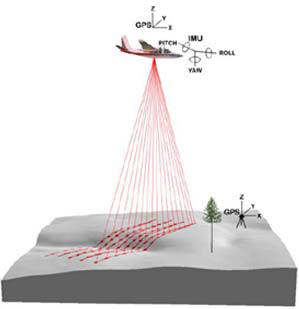 Z
Y
GPS X
IMU
PITCH
ROLL
YAW
Z
GPS Y
X